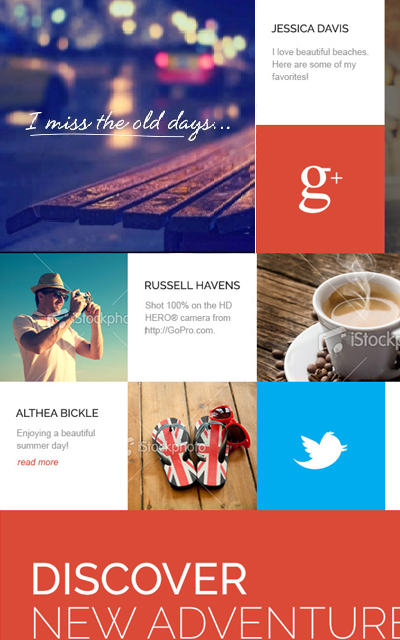 JESSICA DAVIS
I love beautiful beaches.
Here are some of my
favorites!
I miss the old days...
g+
iStockphoto
RUSSELL HAVENS
Shot 100% on the HD
HERO® camera from
http://GoPro.com.
iStock
ALTHEA BICKLE
Enjoying a beautiful
summer day!
read more
iStockphoto
DISCOVER
NEW ADVENTURE